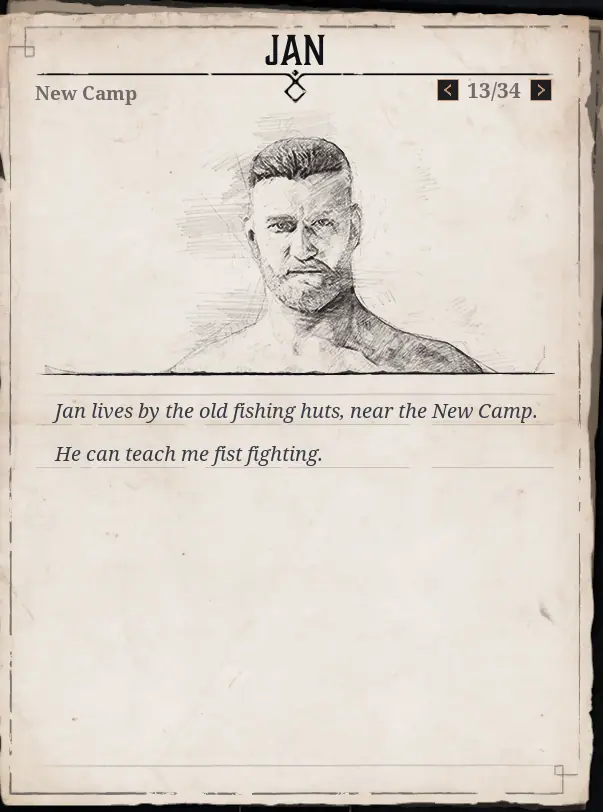 JAN
New Camp
13/34
Jan lives by the old fishing huts, near the New Camp.
He can teach me fist fighting.